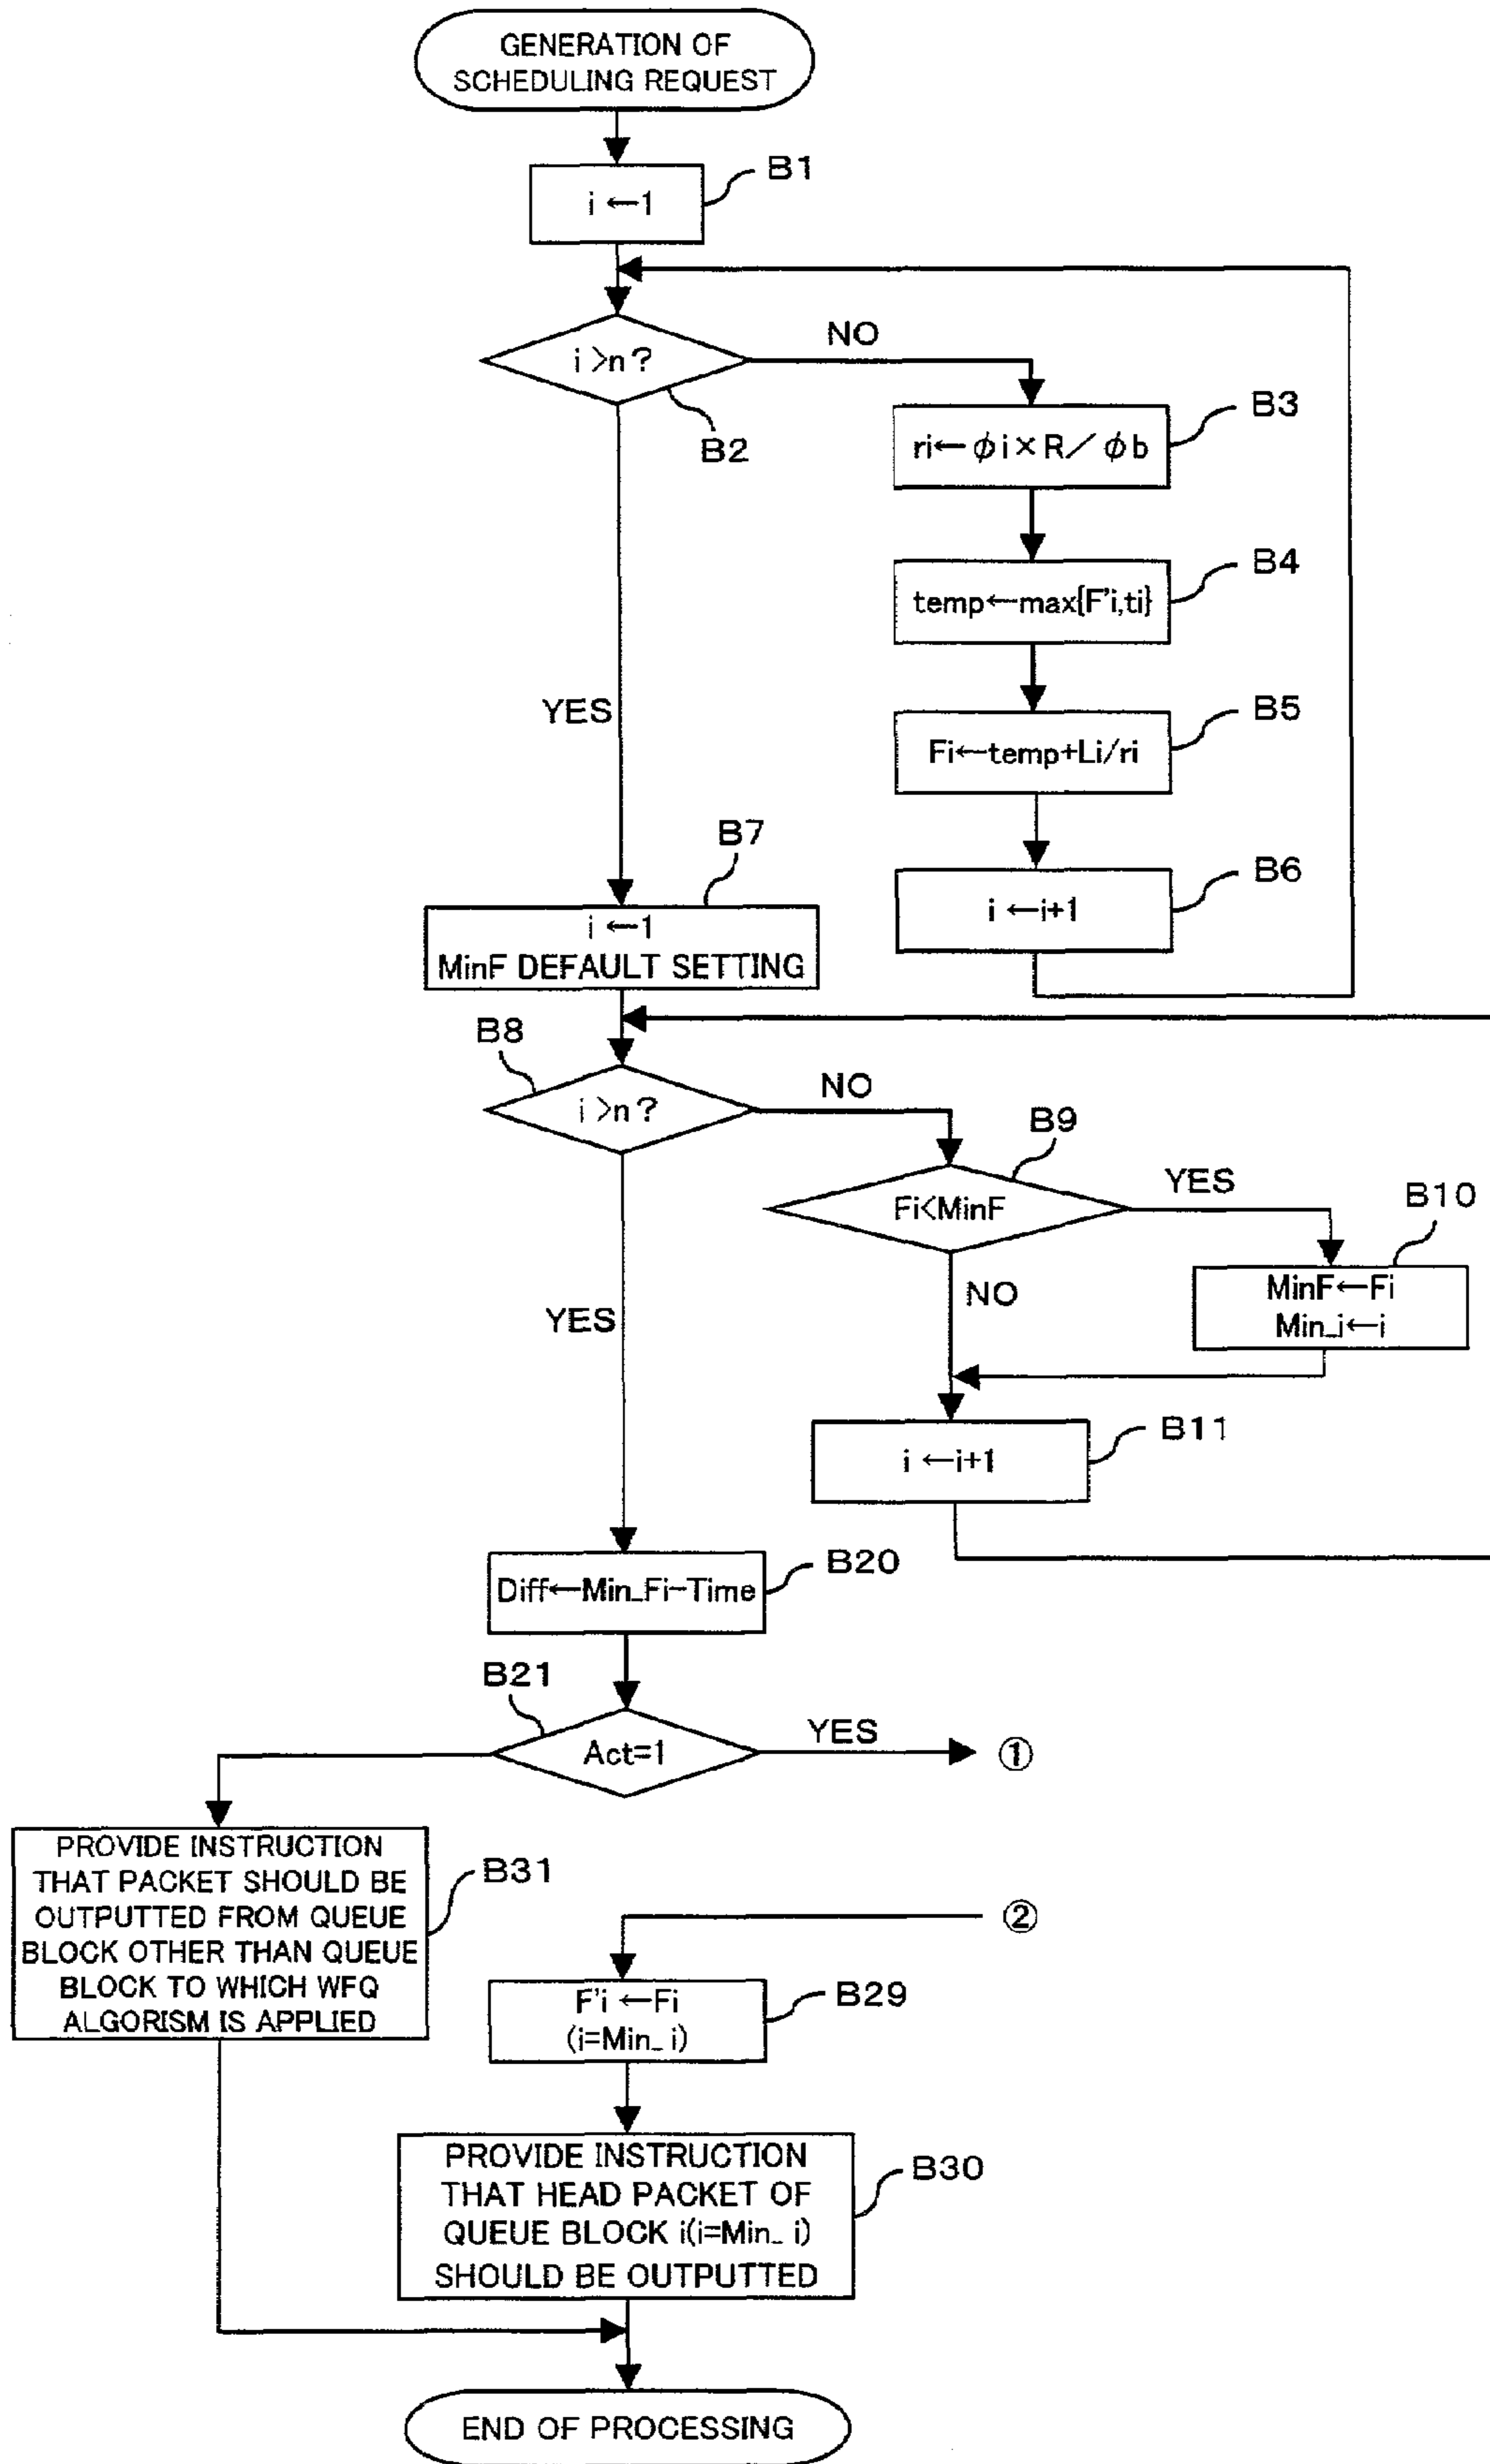 GENERATION OF
SCHEDULING REQUEST
B1
i ←1
i >n ?
NO
B2
B3
ri←φi×R／φb
B4
temp←max{F'i,ti}
YES
B5
Fi←temp+Li/ri
B7
B6
i ←1
MinF DEFAULT SETTING
i ←i+1
B8
i >n ?
NO
B9
Fi<MinF
YES
B10
MinF←Fi
Min_i←i
YES
NO
B11
i ←i+1
B20
Diff←Min_Fi-Time
B21
Act=1
YES
①
PROVIDE INSTRUCTION
THAT PACKET SHOULD BE
OUTPUTTED FROM QUEUE
BLOCK OTHER THAN QUEUE
BLOCK TO WHICH WFQ
ALGORISM IS APPLIED
B31
②
F'i ←Fi
(i=Min_ i)
B29
PROVIDE INSTRUCTION
THAT HEAD PACKET OF
QUEUE BLOCK i(i=Min_ i)
SHOULD BE OUTPUTTED
B30
END OF PROCESSING